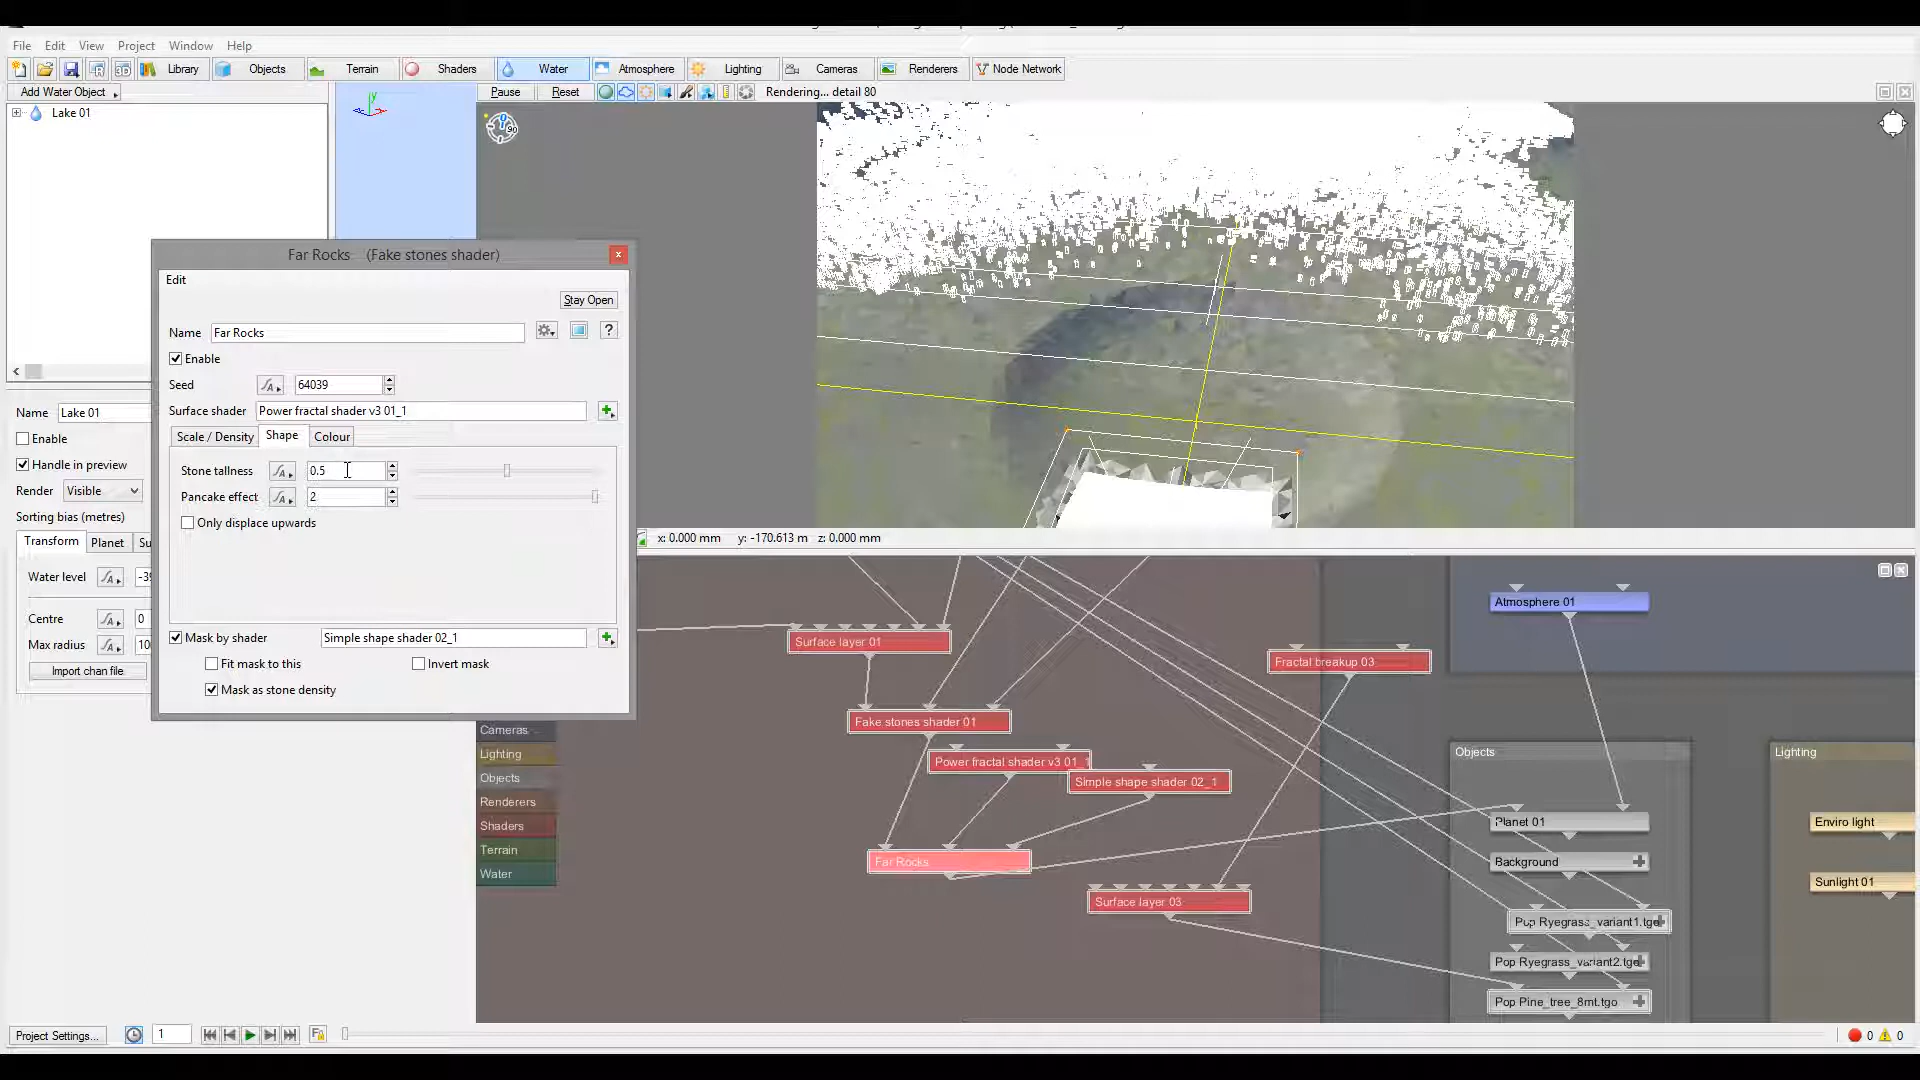 File Edit View Project Window Help
Library Objects Terrain Shaders Water Atmosphere Lighting Cameras Renderers Node Network
Add Water Object Pause Reset Rendering... detail 80
Lake 01
y
90
Far Rocks (Fake stones shader)
Edit
Stay Open
Name Far Rocks ?
Enable
Seed 64039
Surface shader Power fractal shader v3 01_1
Scale / Density Shape Colour
Stone tallness 0.5
Pancake effect 2
Only displace upwards
Mask by shader Simple shape shader 02_1
Fit mask to this Invert mask
Mask as stone density
Name Lake 01
Enable
Handle in preview
Render Visible
Sorting bias (metres)
Transform Planet Su
Water level -39
Centre 0
Max radius 10
Import chan file
x: 0.000 mm y: -170.613 m z: 0.000 mm
Surface layer 01
Fake stones shader 01
Power fractal shader v3 01_1
Simple shape shader 02_1
Far Rocks
Fractal breakup 03
Surface layer 03
Atmosphere 01
Objects
Planet 01
Background
Pop Ryegrass_variant1.tgo
Pop Ryegrass_variant2.tgo
Pop Pine_tree_8mt.tgo
Lighting
Enviro light
Sunlight 01
Cameras
Lighting
Objects
Renderers
Shaders
Terrain
Water
Project Settings... 1 0 0